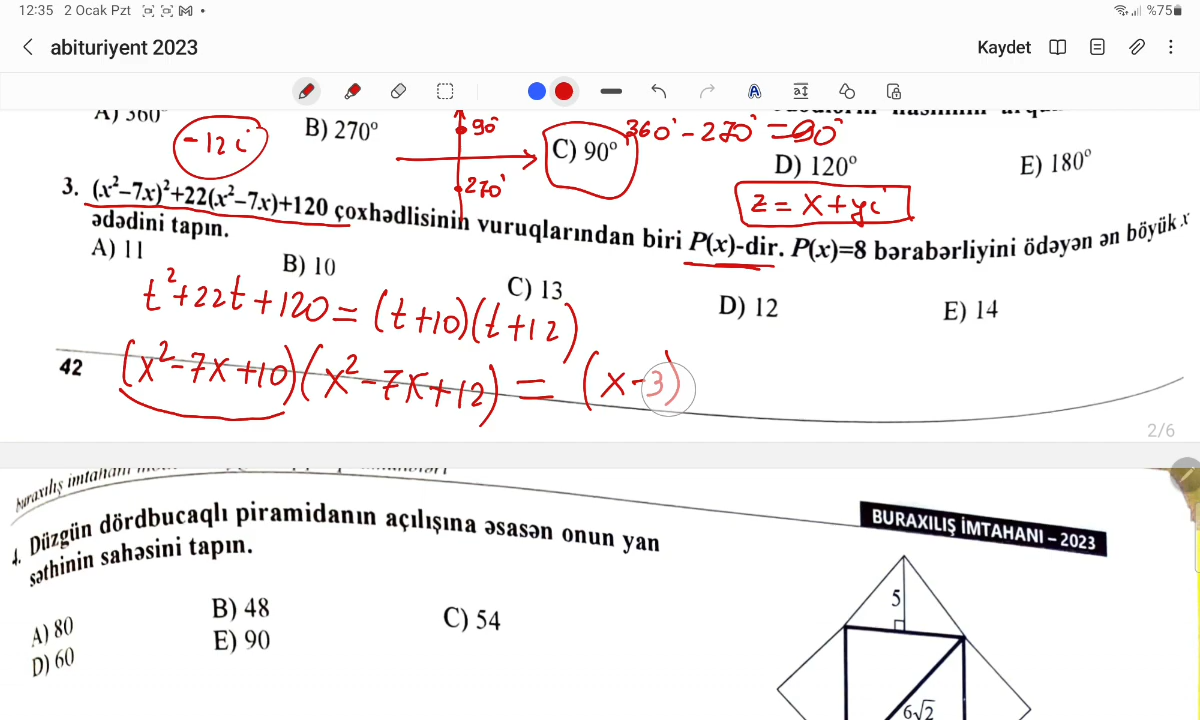 12:35 2 Ocak Pzt
%75
abituriyent 2023
Kaydet
A) 360°
B) 270°
C) 90°
D) 120°
E) 180°
-12i
90°
270°
360° - 270° = 90°
z = x + yi
3. (x²–7x)²+22(x²–7x)+120 çoxhədlisinin vuruqlarından biri P(x)-dir. P(x)=8 bərabərliyini ödəyən ən böyük x
ədədini tapın.
A) 11
B) 10
C) 13
D) 12
E) 14
t²+22t+120=(t+10)(t+12)
(x²-7x+10)(x²-7x+12) = (x-3)
42
2/6
buraxılış imtahanı
BURAXILIŞ İMTAHANI – 2023
4. Düzgün dördbucaqlı piramidanın açılışına əsasən onun yan
səthinin sahəsini tapın.
A) 80
B) 48
C) 54
D) 60
E) 90
5
6√2